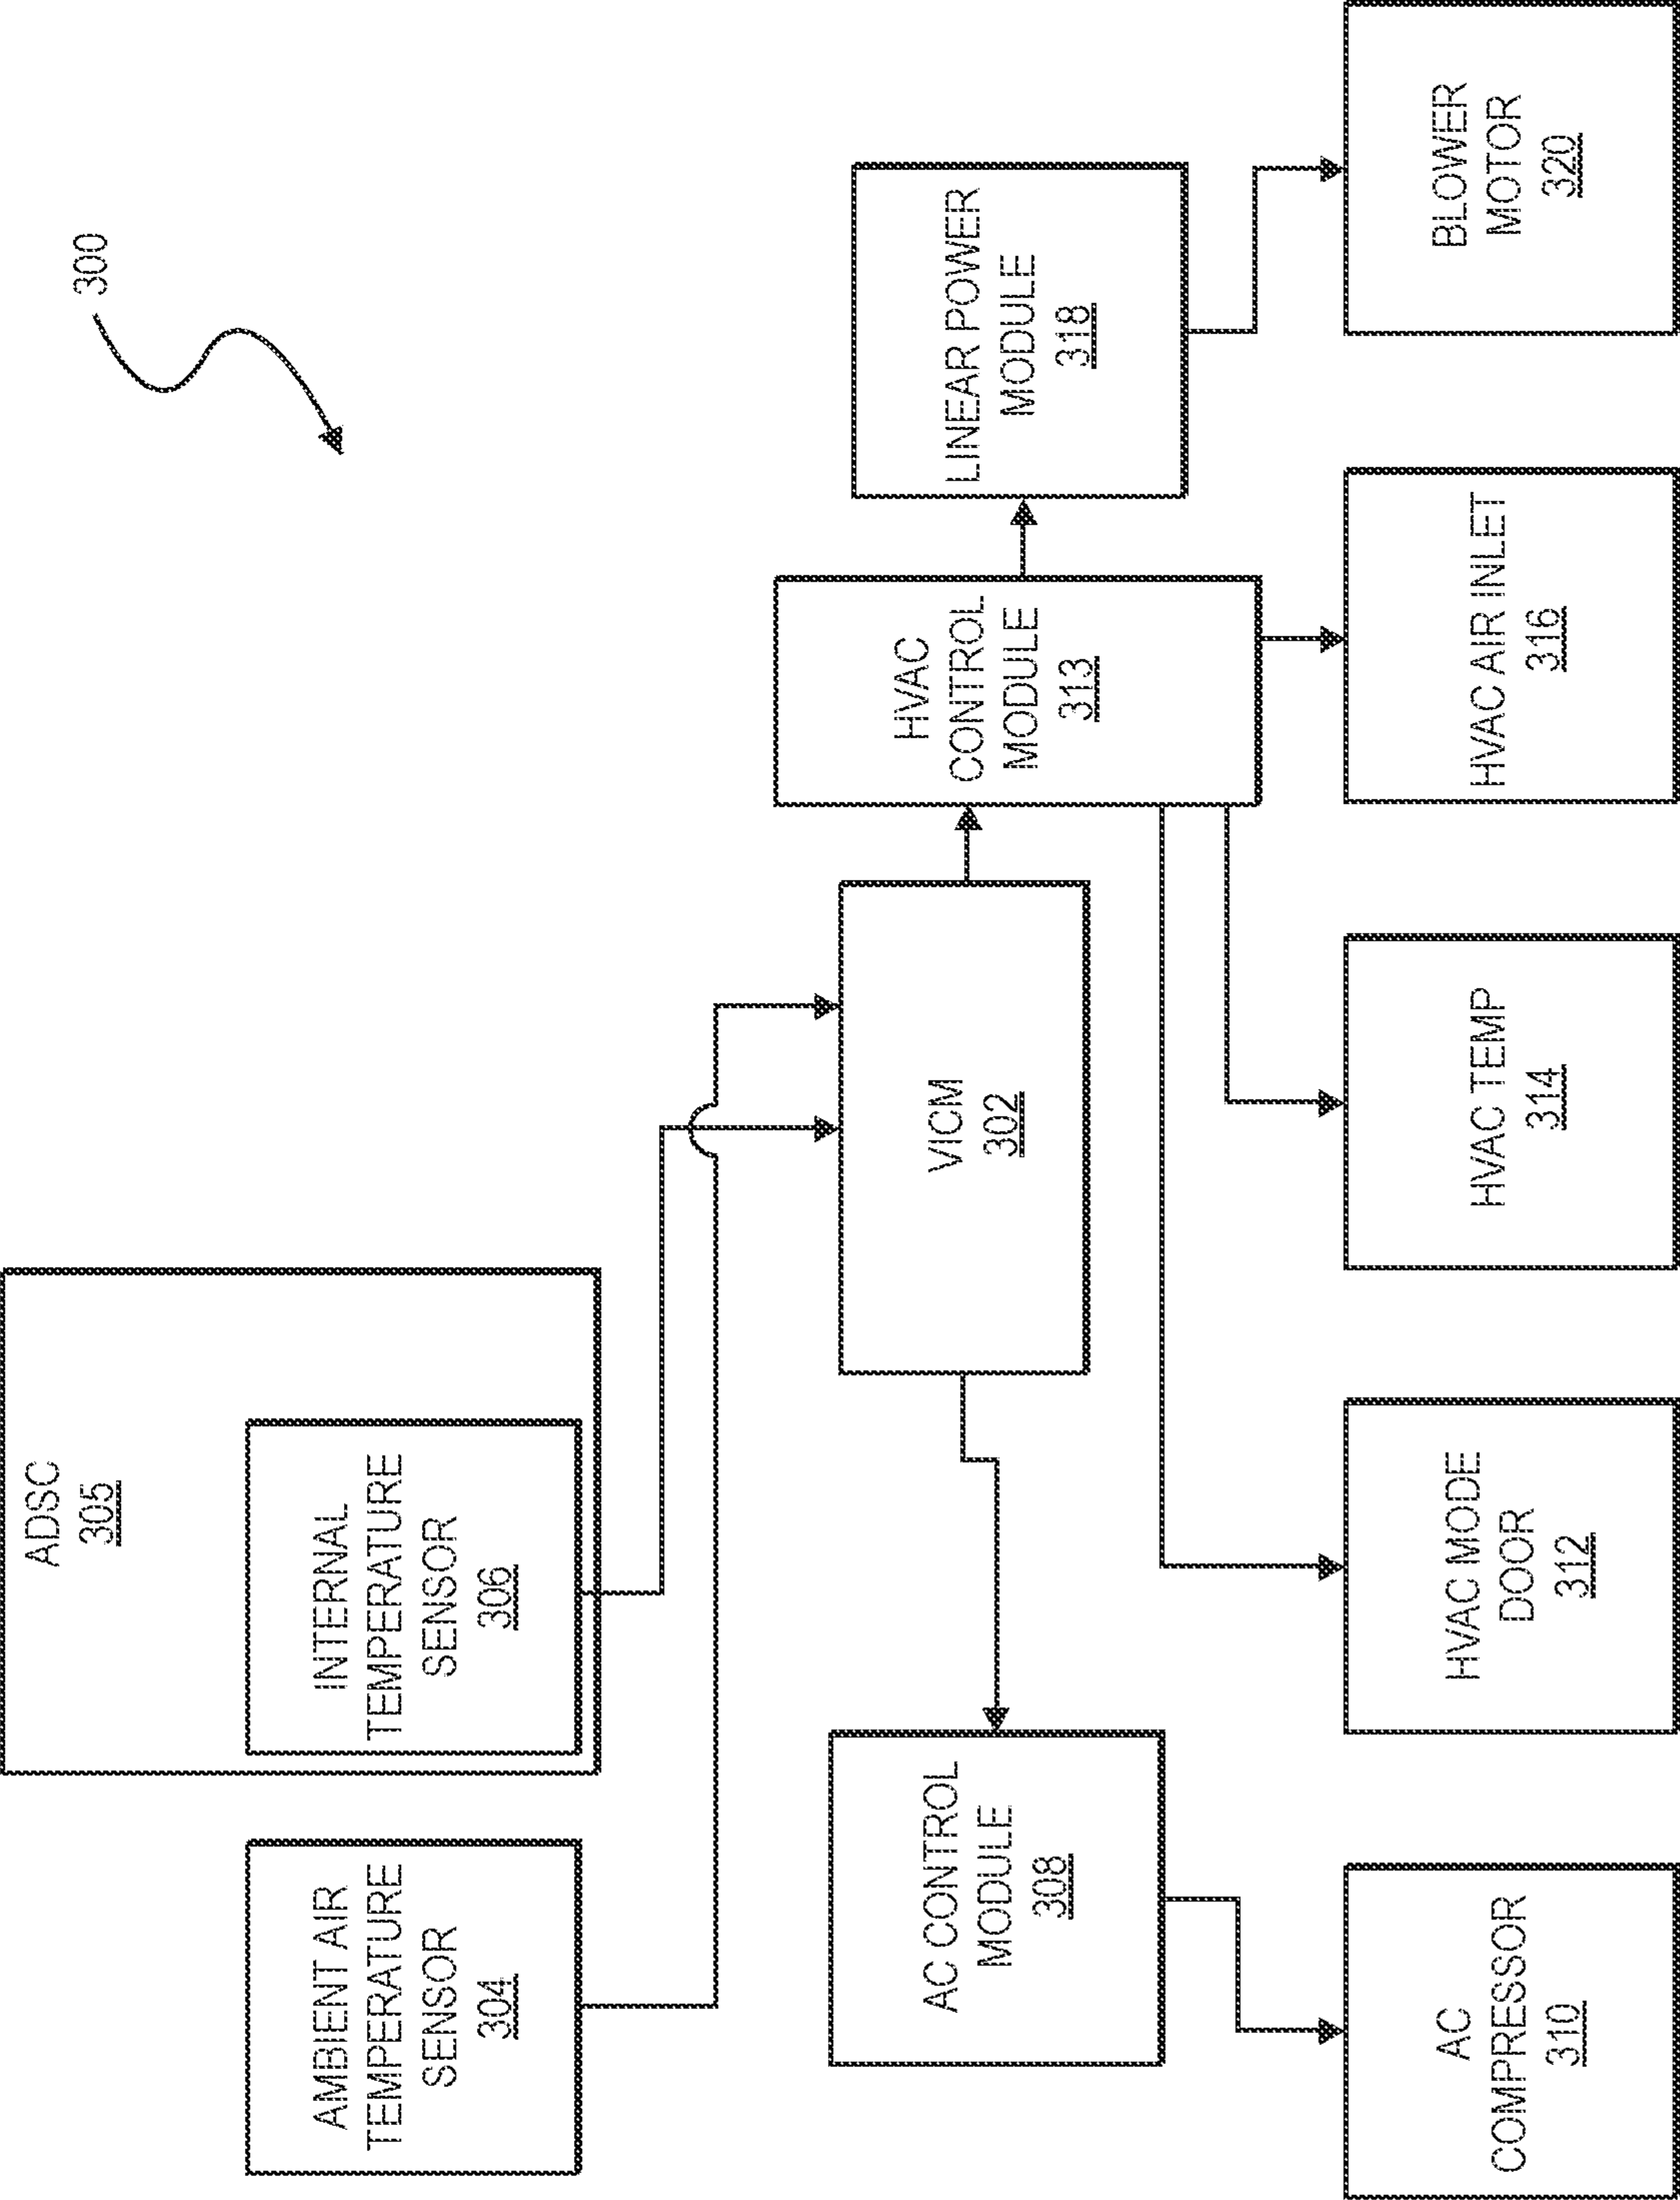 300
ADSC
305
AMBIENT AIR
TEMPERATURE
SENSOR
304
INTERNAL
TEMPERATURE
SENSOR
306
AC CONTROL
MODULE
308
VICM
302
HVAC
CONTROL
MODULE
313
LINEAR POWER
MODULE
318
AC
COMPRESSOR
310
HVAC MODE
DOOR
312
HVAC TEMP
314
HVAC AIR INLET
316
BLOWER
MOTOR
320